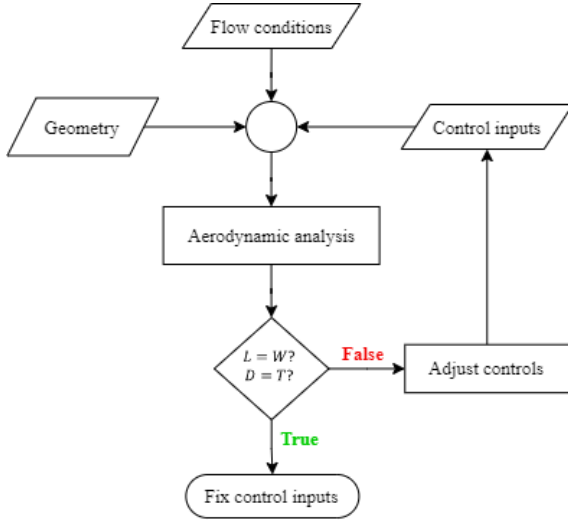 Flow conditions
Geometry
Control inputs
Aerodynamic analysis
L = W?
D = T?
False
Adjust controls
True
Fix control inputs